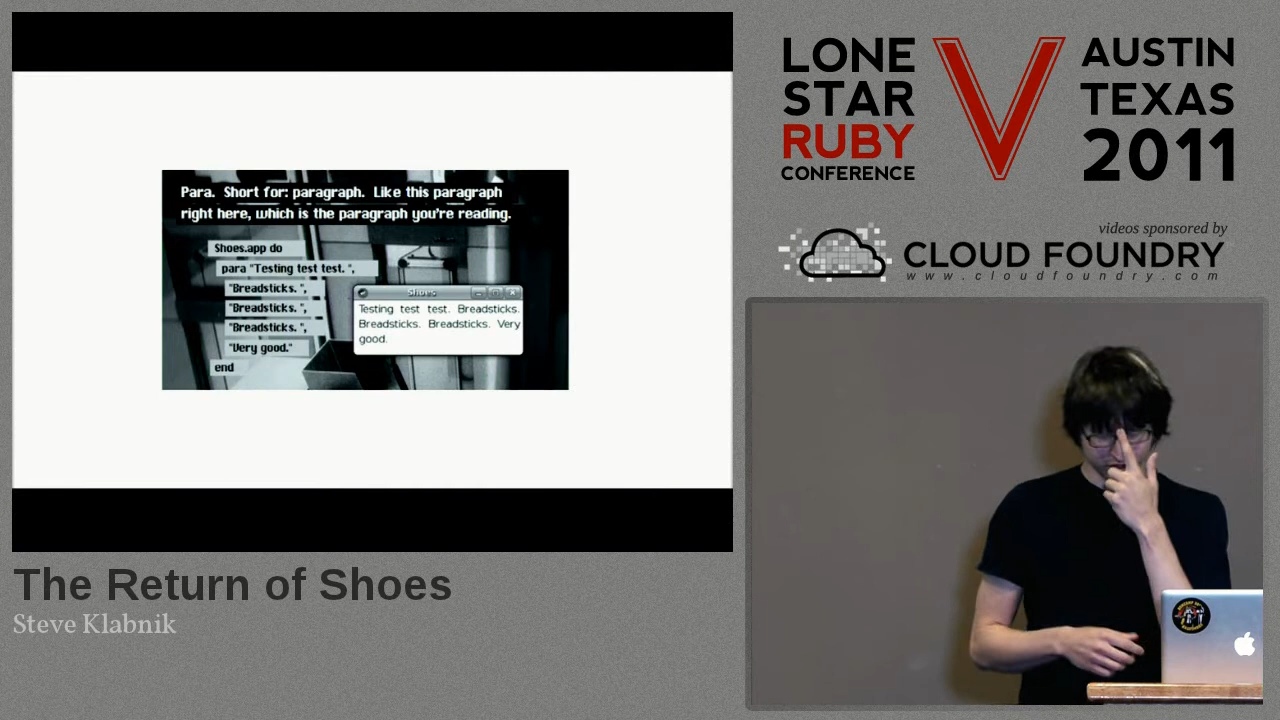 Para. Short for: paragraph. Like this paragraph
right here, which is the paragraph you're reading.
Shoes.app do
para "Testing test test. ",
"Breadsticks. ",
"Breadsticks. ",
"Breadsticks. ",
"Very good."
end
Shoes
Testing test test. Breadsticks.
Breadsticks. Breadsticks. Very
good.
The Return of Shoes
Steve Klabnik
LONE
STAR
RUBY
CONFERENCE
V
AUSTIN
TEXAS
2011
videos sponsored by
CLOUD FOUNDRY
www.cloudfoundry.com